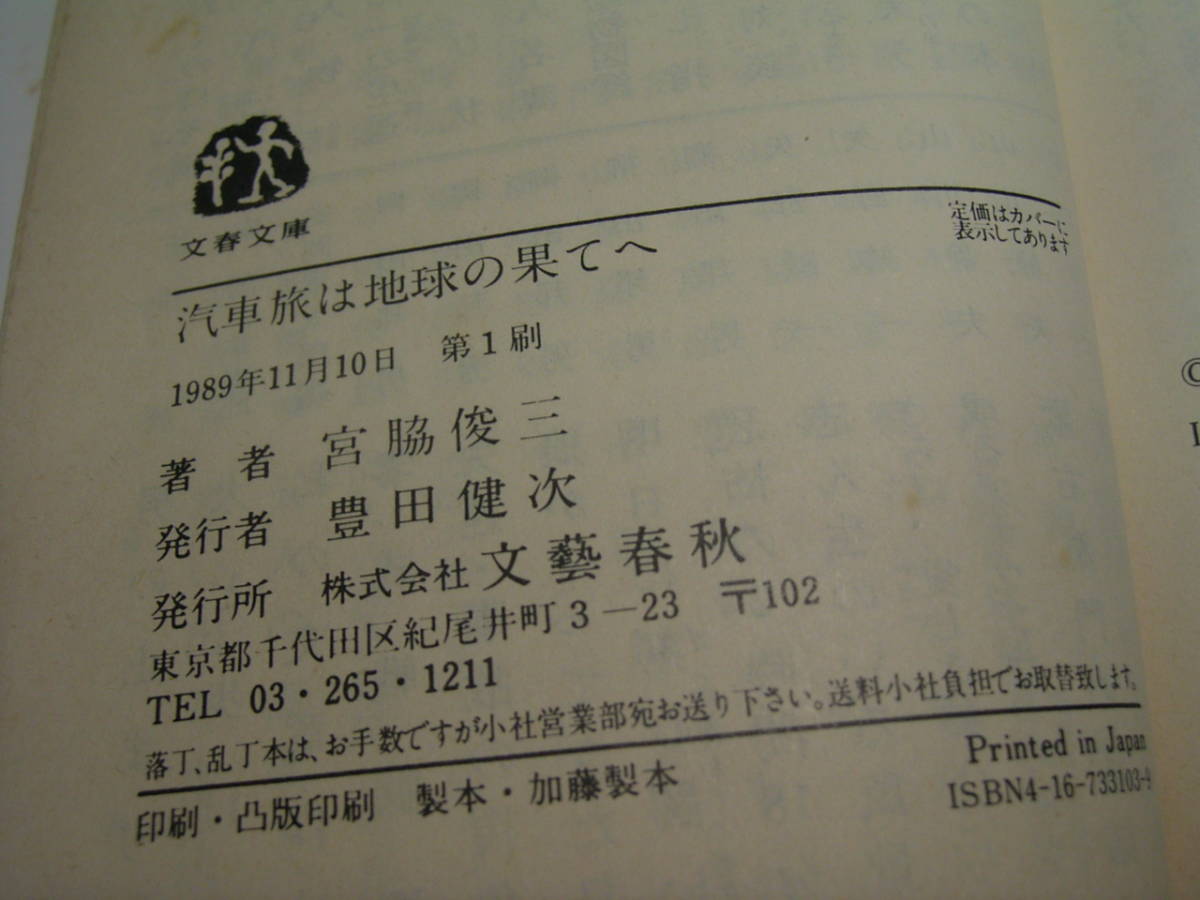 文春文庫
定価はカバーに
表示してあります
汽車旅は地球の果てへ
1989年11月10日 第1刷
著者 宮脇俊三
発行者 豊田健次
発行所 株式会社 文藝春秋
東京都千代田区紀尾井町3—23 〒102
TEL 03・265・1211
落丁、乱丁本は、お手数ですが小社営業部宛お送り下さい。送料小社負担でお取替致します。
印刷・凸版印刷 製本・加藤製本
Printed in Japan
ISBN4-16-733103-9
©